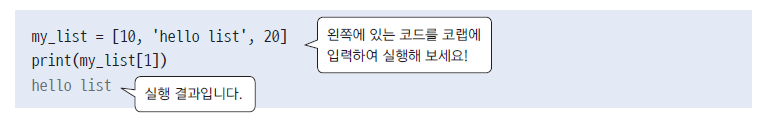 my_list = [10, 'hello list', 20]
print(my_list[1])
hello list
왼쪽에 있는 코드를 코랩에
입력하여 실행해 보세요!
실행 결과입니다.